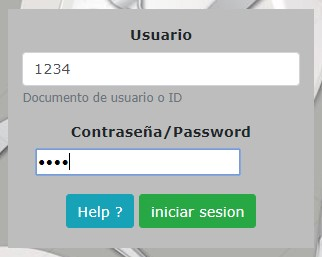 Usuario
1234
Documento de usuario o ID
Contraseña/Password
••••
Help ? iniciar sesion